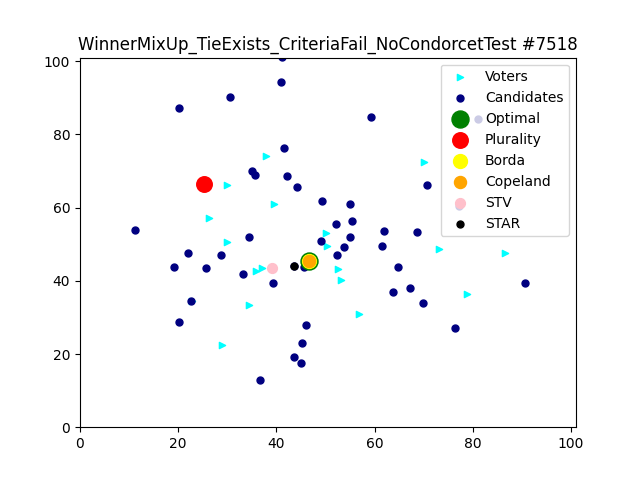 WinnerMixUp_TieExists_CriteriaFail_NoCondorcetTest #7518
100
80
60
40
20
0
0 20 40 60 80 100
Voters
Candidates
Optimal
Plurality
Borda
Copeland
STV
STAR